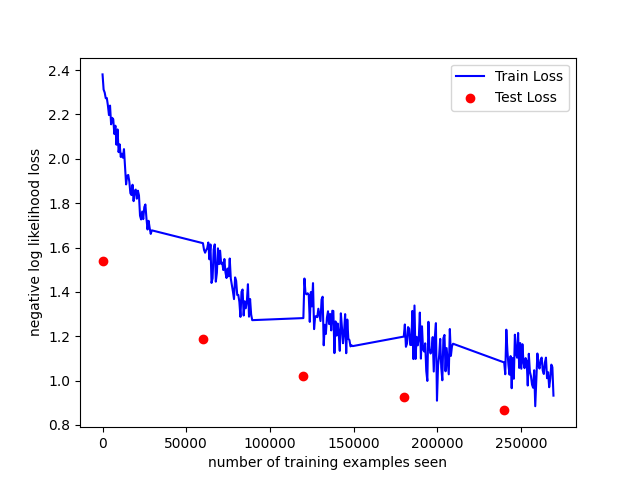 Train Loss
Test Loss
2.4
2.2
2.0
1.8
1.6
1.4
1.2
1.0
0.8
negative log likelihood loss
0 50000 100000 150000 200000 250000
number of training examples seen